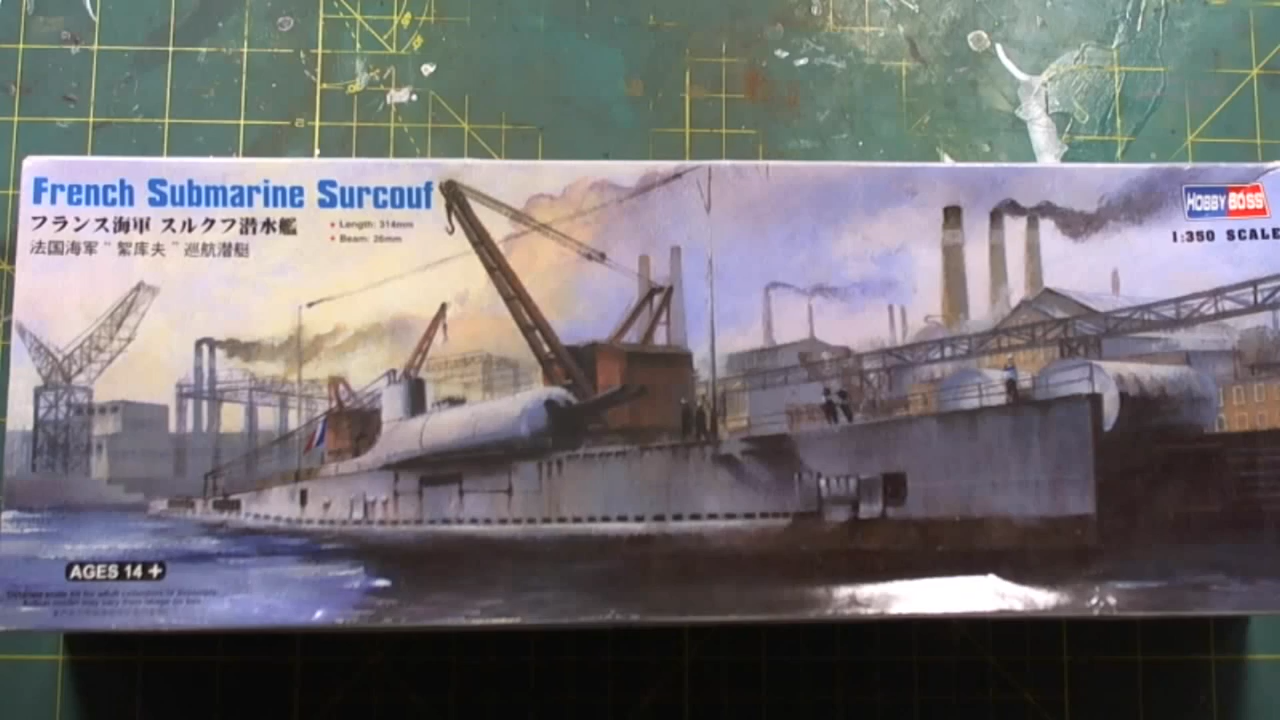 French Submarine Surcouf
フランス海軍 スルクフ潜水艦
法国海军“絮库夫”巡航潜艇
• Length: 314mm
• Beam: 26mm
HOBBY BOSS
1:350 SCALE
AGES 14 +